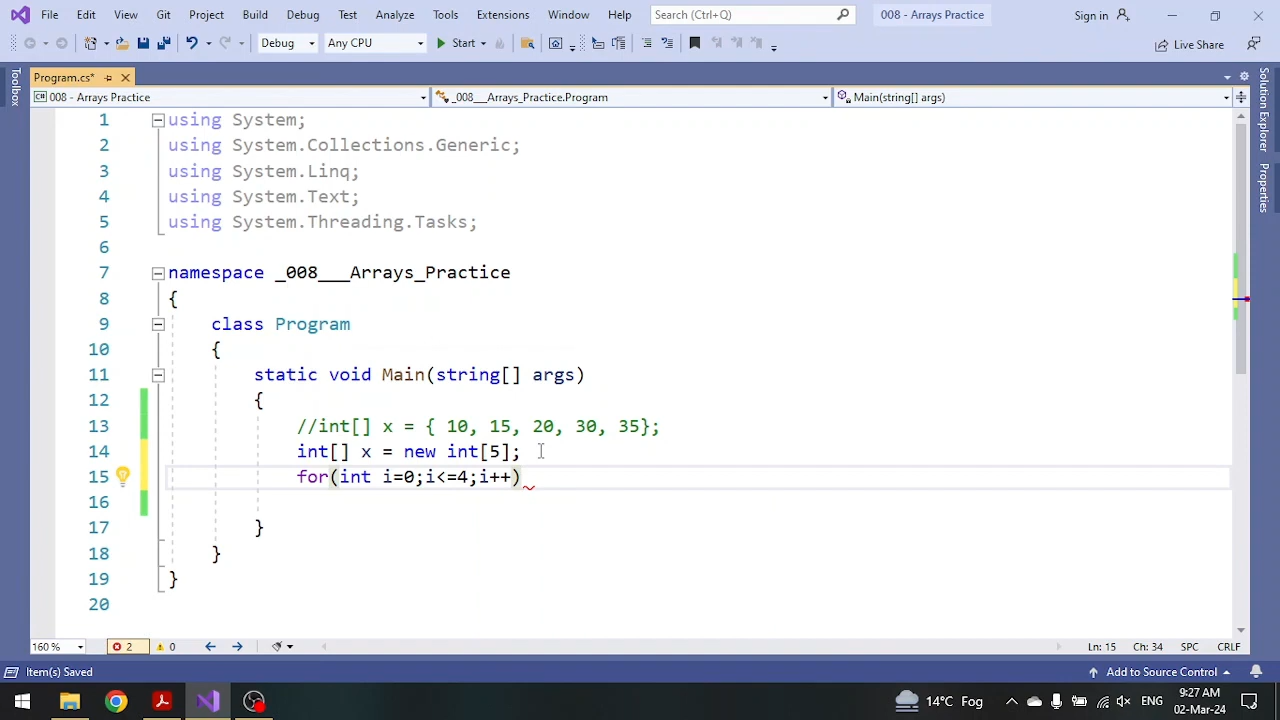 File Edit View Git Project Build Debug Test Analyze Tools Extensions Window Help Search (Ctrl+Q) 008 - Arrays Practice Sign in
Debug Any CPU Start Live Share
Program.cs*
008 - Arrays Practice _008___Arrays_Practice.Program Main(string[] args)
Toolbox
Solution Explorer
Properties
1 using System;
2 using System.Collections.Generic;
3 using System.Linq;
4 using System.Text;
5 using System.Threading.Tasks;
6
7 namespace _008___Arrays_Practice
8 {
9 class Program
10 {
11 static void Main(string[] args)
12 {
13 //int[] x = { 10, 15, 20, 30, 35};
14 int[] x = new int[5];
15 for(int i=0;i<=4;i++)
16
17 }
18 }
19 }
20
160 % 2 0 Ln: 15 Ch: 34 SPC CRLF
Item(s) Saved Add to Source Control
14°C Fog ENG 9:27 AM
02-Mar-24